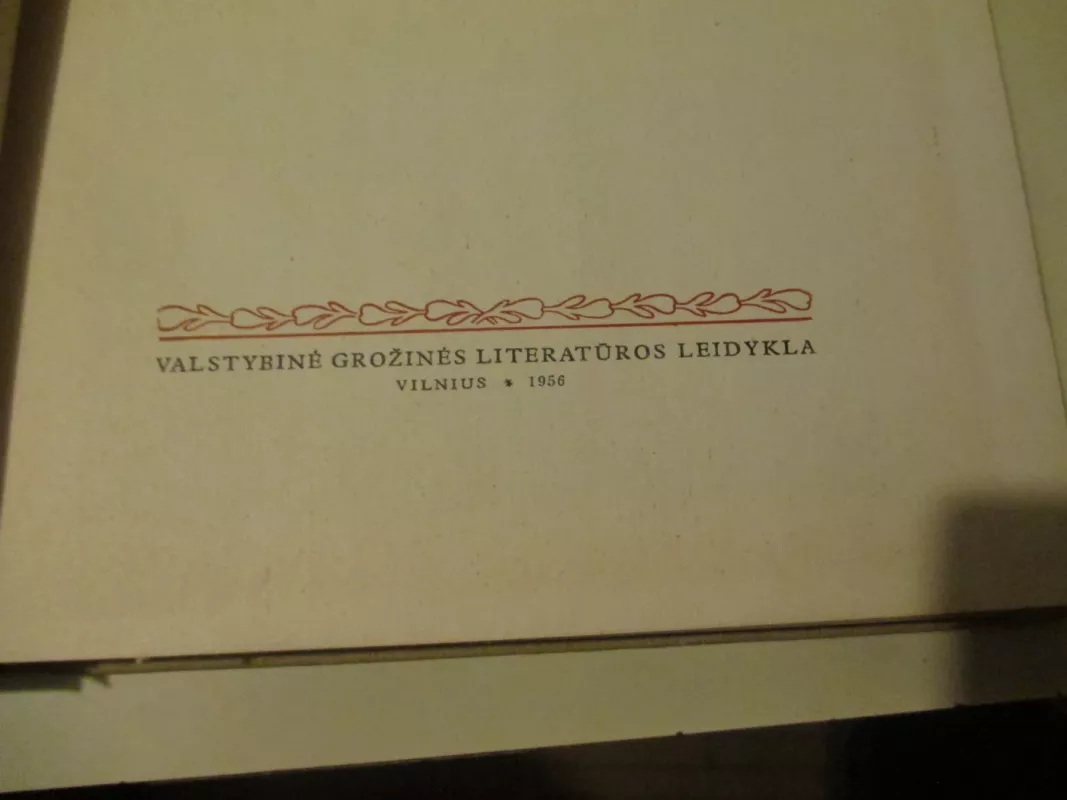 VALSTYBINĖ GROŽINĖS LITERATŪROS LEIDYKLA
VILNIUS * 1956